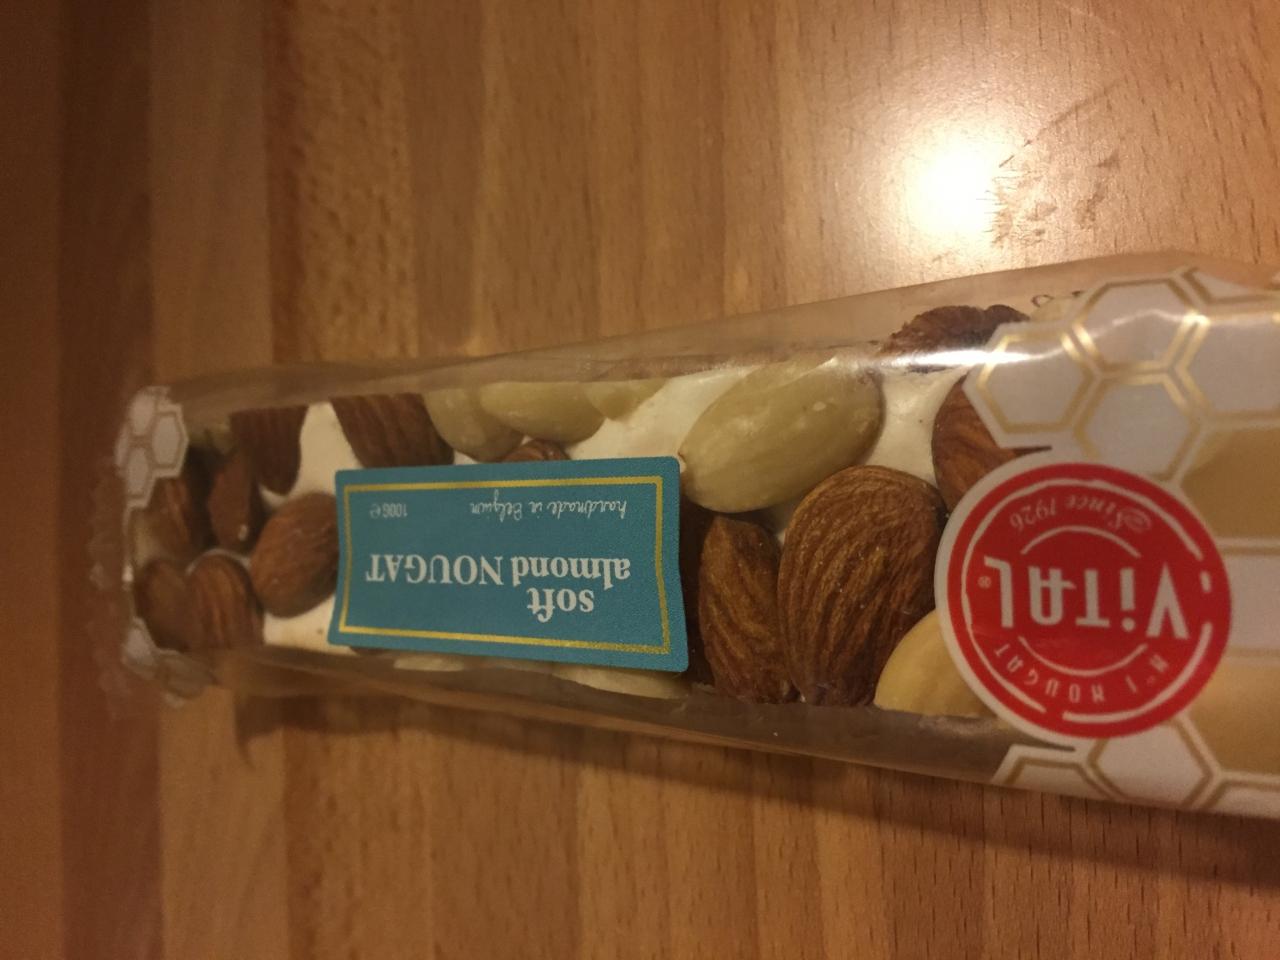 N°1 NOUGAT
ViTAL®
Since 1926
soft
almond NOUGAT
handmade in Belgium
100G e